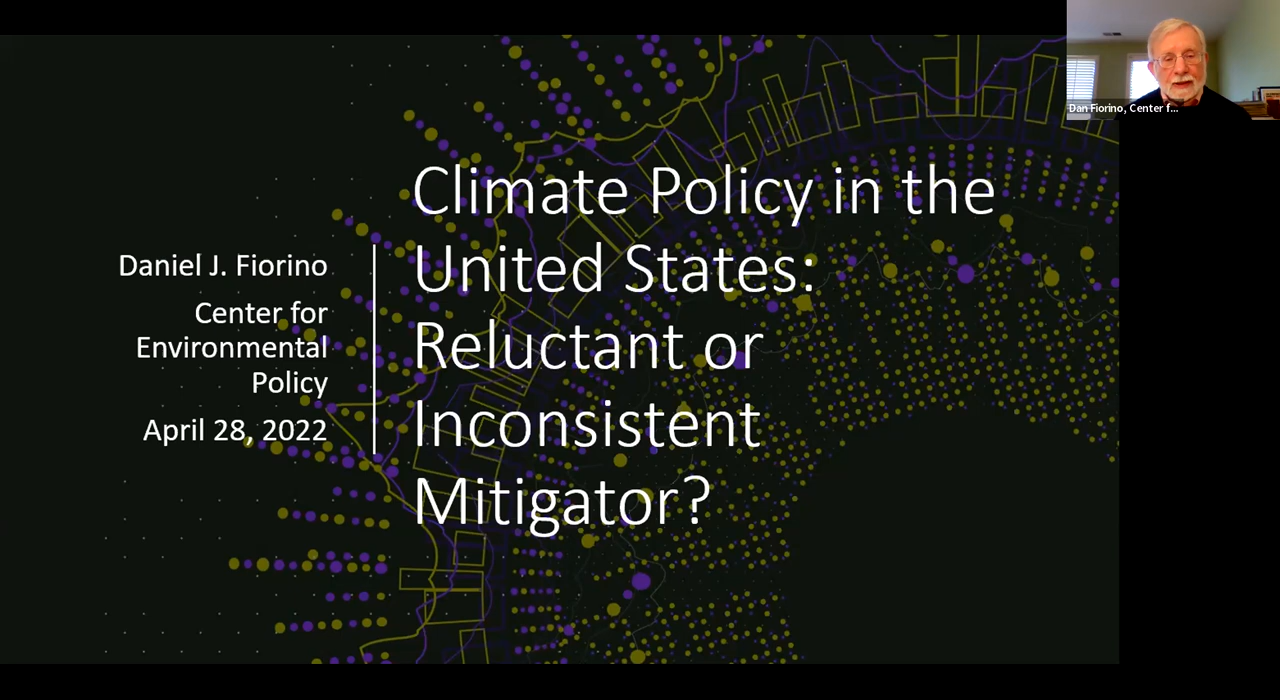 Daniel J. Fiorino
Center for
Environmental
Policy
April 28, 2022
Climate Policy in the
United States:
Reluctant or
Inconsistent
Mitigator?
Dan Fiorino, Center f...